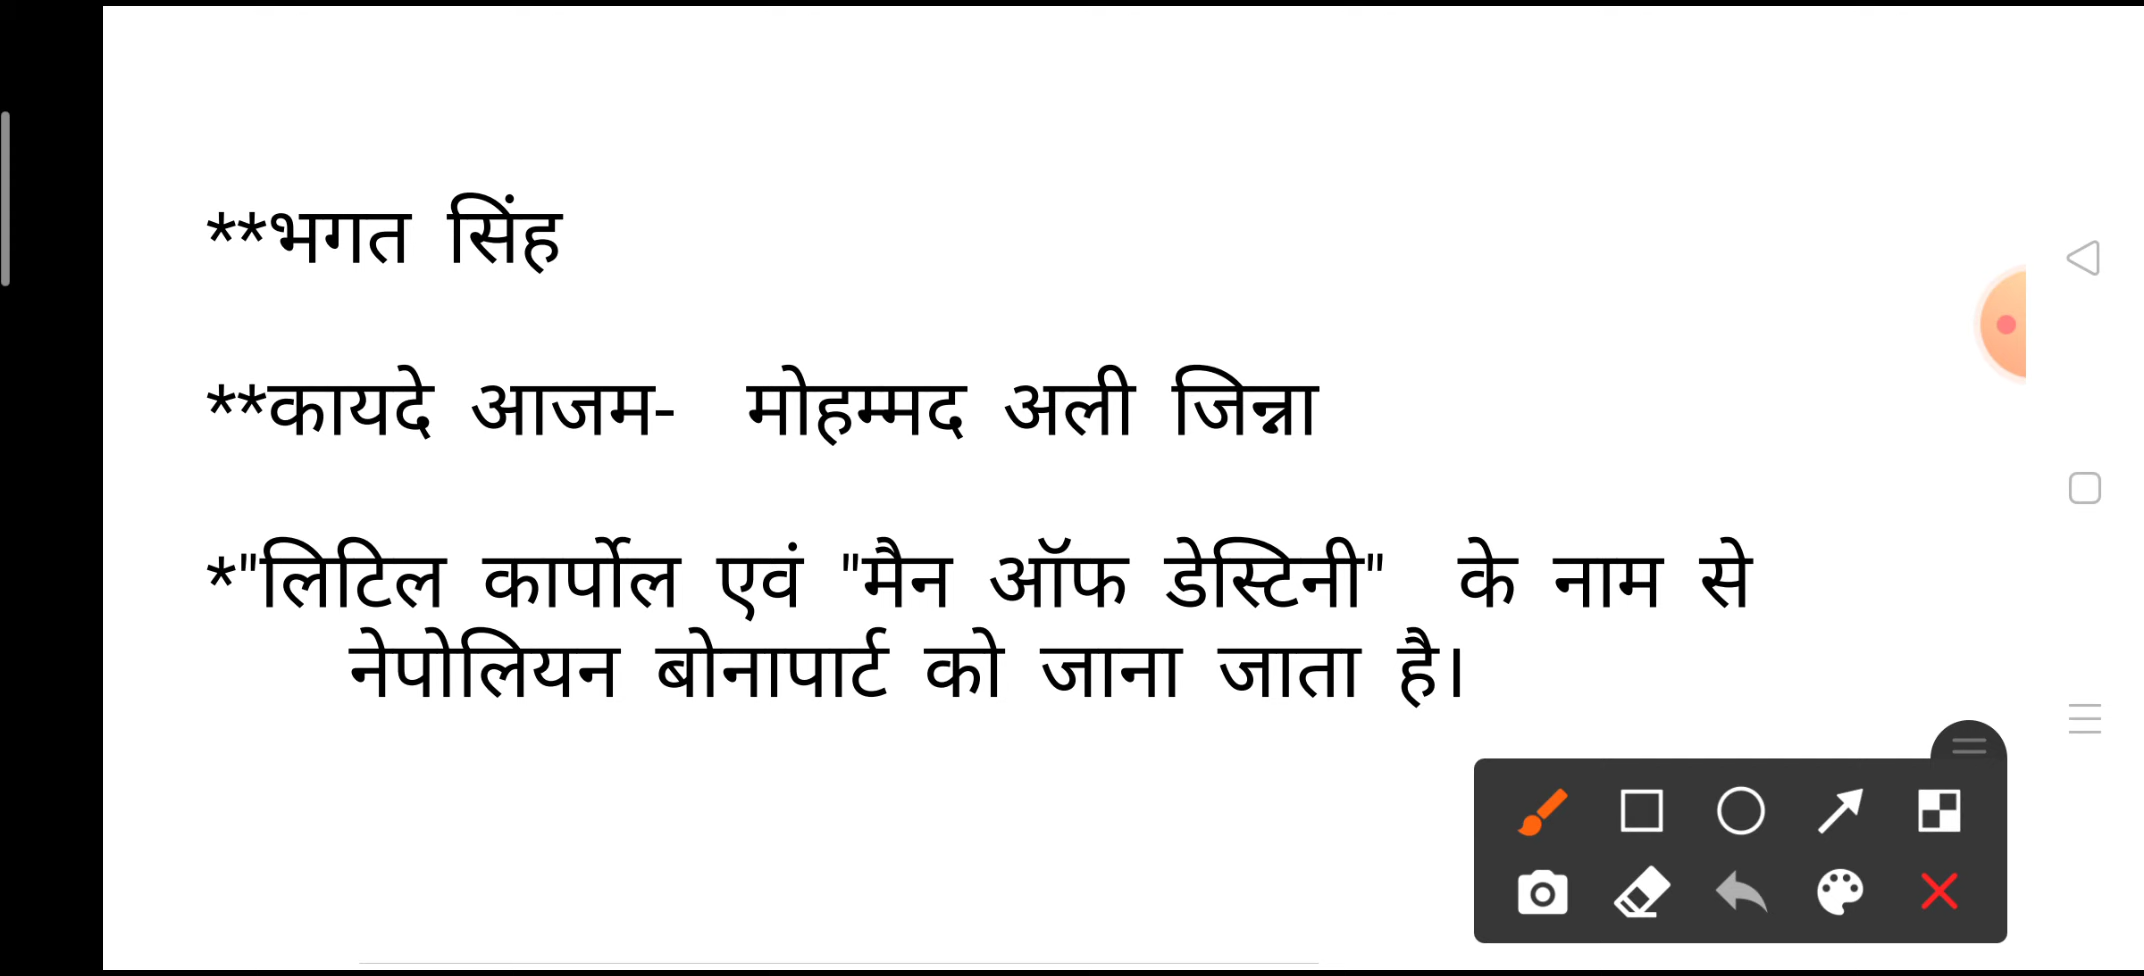 **भगत सिंह
**कायदे आजम- मोहम्मद अली जिन्ना
*"लिटिल कार्पोल एवं "मैन ऑफ डेस्टिनी" के नाम से
नेपोलियन बोनापार्ट को जाना जाता है।